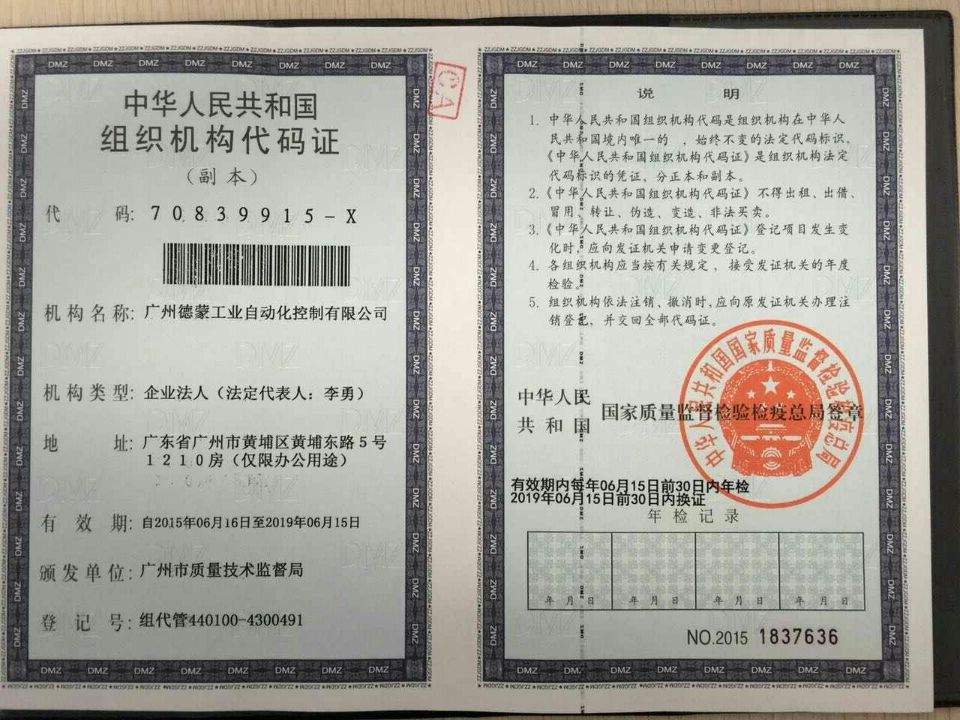 中华人民共和国
组织机构代码证
(副本)
代 码: 70839915-X
机构名称: 广州德蒙工业自动化控制有限公司
机构类型: 企业法人(法定代表人:李勇)
地 址: 广东省广州市黄埔区黄埔东路5号
1210房(仅限办公用途)
有 效 期: 自2015年06月16日至2019年06月15日
颁发单位: 广州市质量技术监督局
登 记 号: 组代管440100-4300491
CA
说 明
1. 中华人民共和国组织机构代码是组织机构在中华人
民共和国境内唯一的 、始终不变的法定代码标识,
《中华人民共和国组织机构代码证》是组织机构法定
代码标识的凭证,分正本和副本。
2.《中华人民共和国组织机构代码证》不得出租、出借、
冒用、转让、伪造、变造、非法买卖。
3.《中华人民共和国组织机构代码证》登记项目发生变
化时,应向发证机关申请变更登记。
4. 各组织机构应当按有关规定,接受发证机关的年度
检验。
5. 组织机构依法注销、撤消时,应向原发证机关办理注
销登记,并交回全部代码证。
中华人民
共和国 国家质量监督检验检疫总局签章
中华人民共和国国家质量监督检验检疫总局
有效期内每年06月15日前30日内年检
2019年06月15日前30日内换证
年检记录
年 月 日 年 月 日 年 月 日 年 月 日
NO.2015 1837636